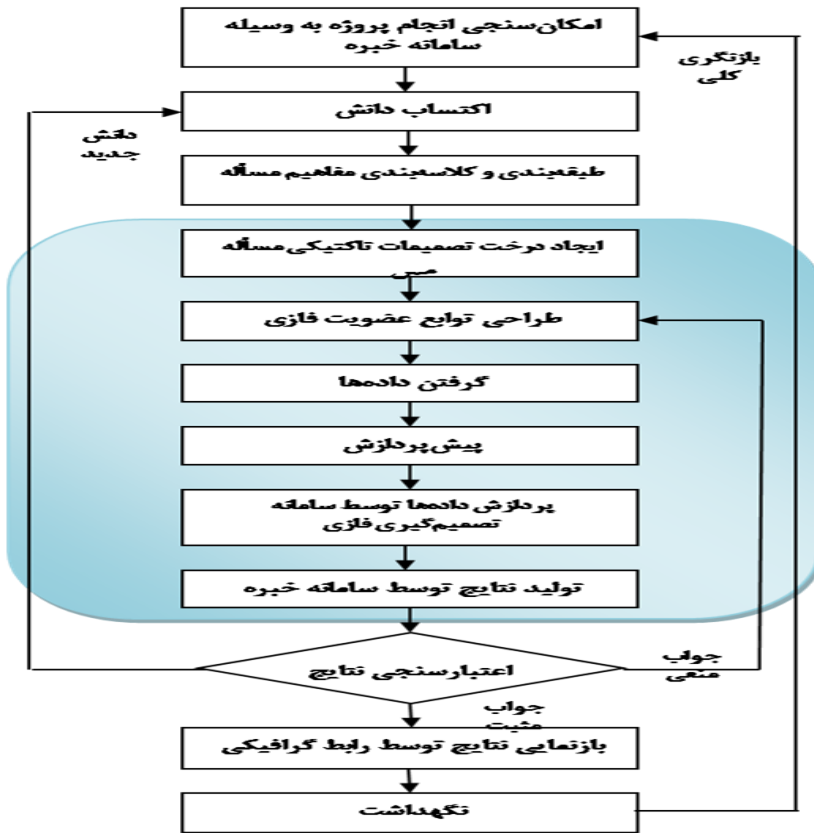 امکان‌سنجی انجام پروژه به وسیله
سامانه خبره
بازنگری
کلی
اکتساب دانش
دانش
جدید
طبقه‌بندی و کلاسه‌بندی مفاهیم مسأله
ایجاد درخت تصمیمات تاکتیکی مسأله
طراحی توابع عضویت فازی
گرفتن داده‌ها
پیش‌پردازش
پردازش داده‌ها توسط سامانه
تصمیم‌گیری فازی
تولید نتایج توسط سامانه خبره
اعتبارسنجی نتایج
جواب
منفی
جواب
مثبت
بازنمایی نتایج توسط رابط گرافیکی
نگهداشت